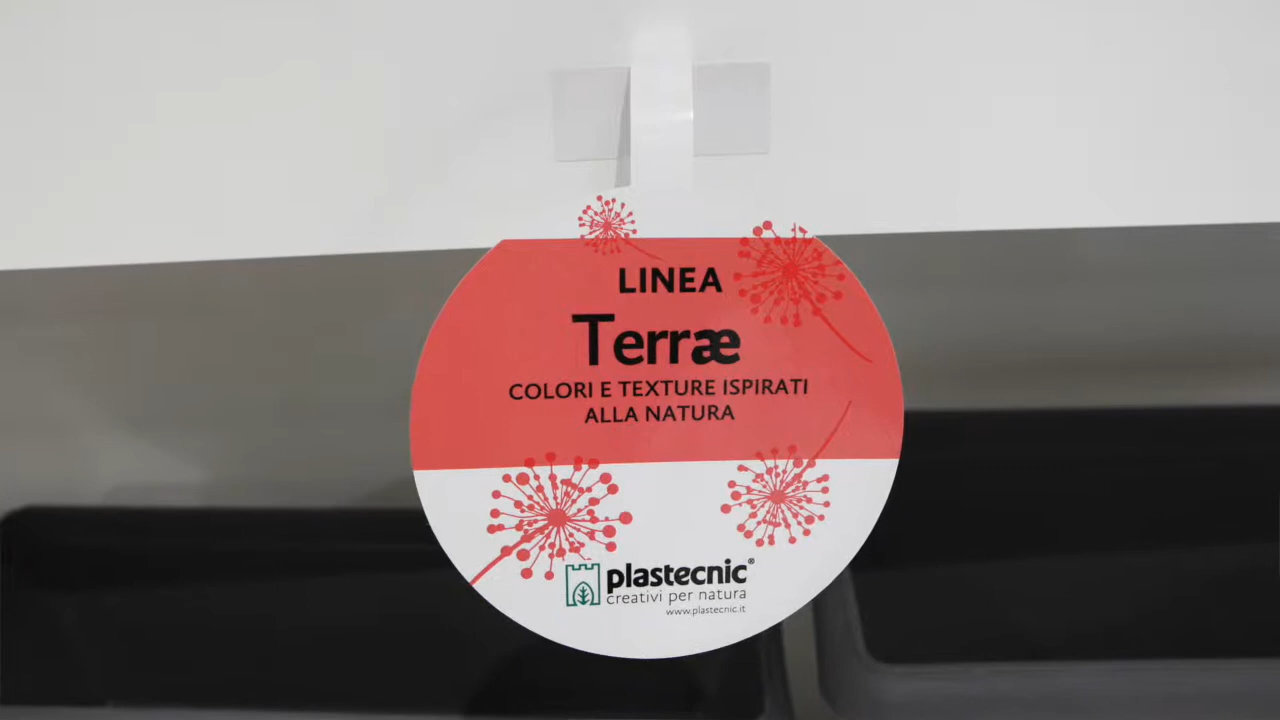 LINEA
Terræ
COLORI E TEXTURE ISPIRATI
ALLA NATURA
plastecnic®
creativi per natura
www.plastecnic.it